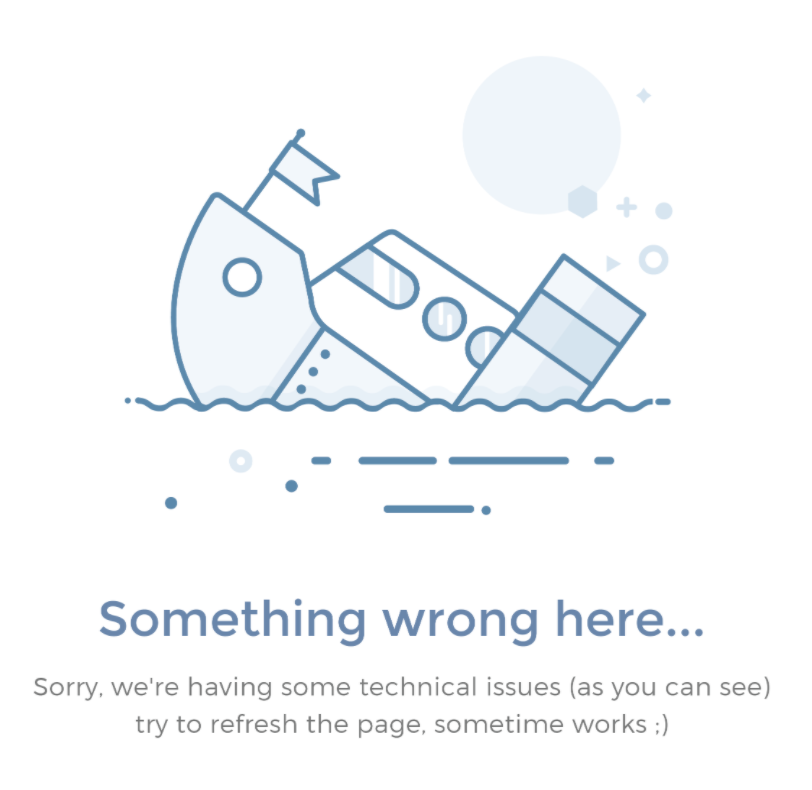 Something wrong here...
Sorry, we're having some technical issues (as you can see)
try to refresh the page, sometime works ;)